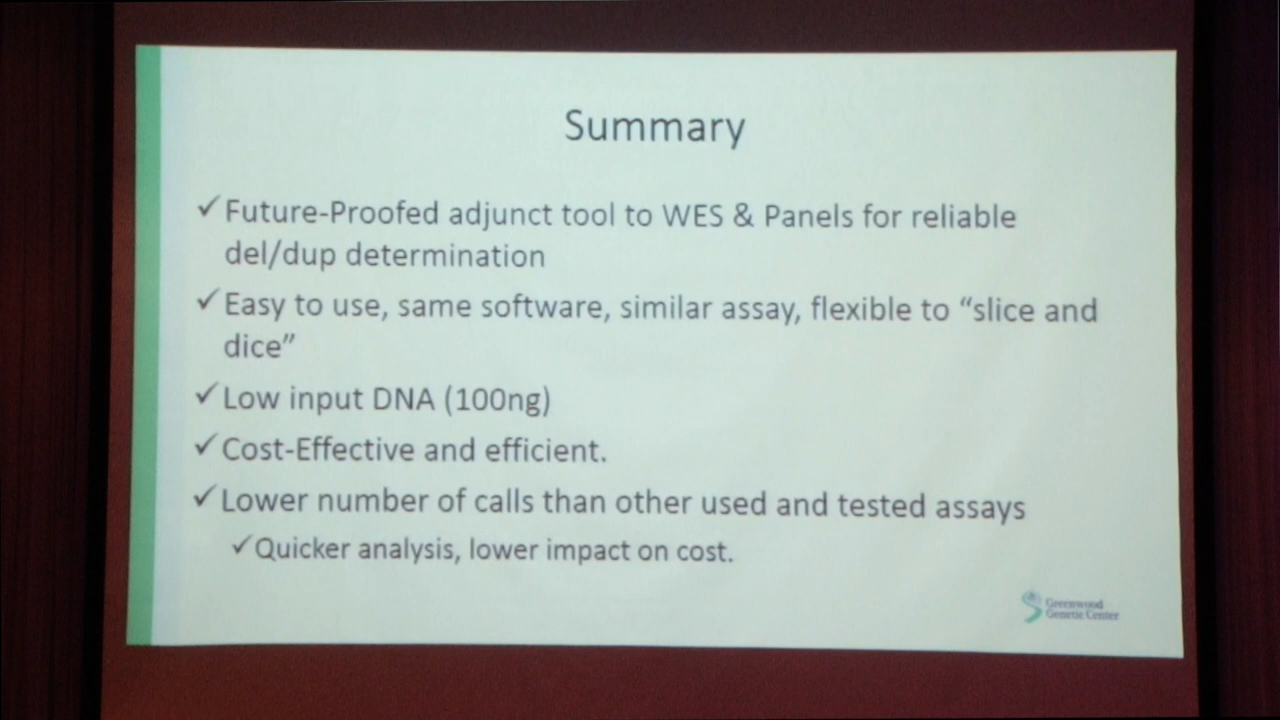 Summary
✓Future-Proofed adjunct tool to WES & Panels for reliable
del/dup determination
✓Easy to use, same software, similar assay, flexible to “slice and
dice”
✓Low input DNA (100ng)
✓Cost-Effective and efficient.
✓Lower number of calls than other used and tested assays
✓Quicker analysis, lower impact on cost.
Greenwood
Genetic Center